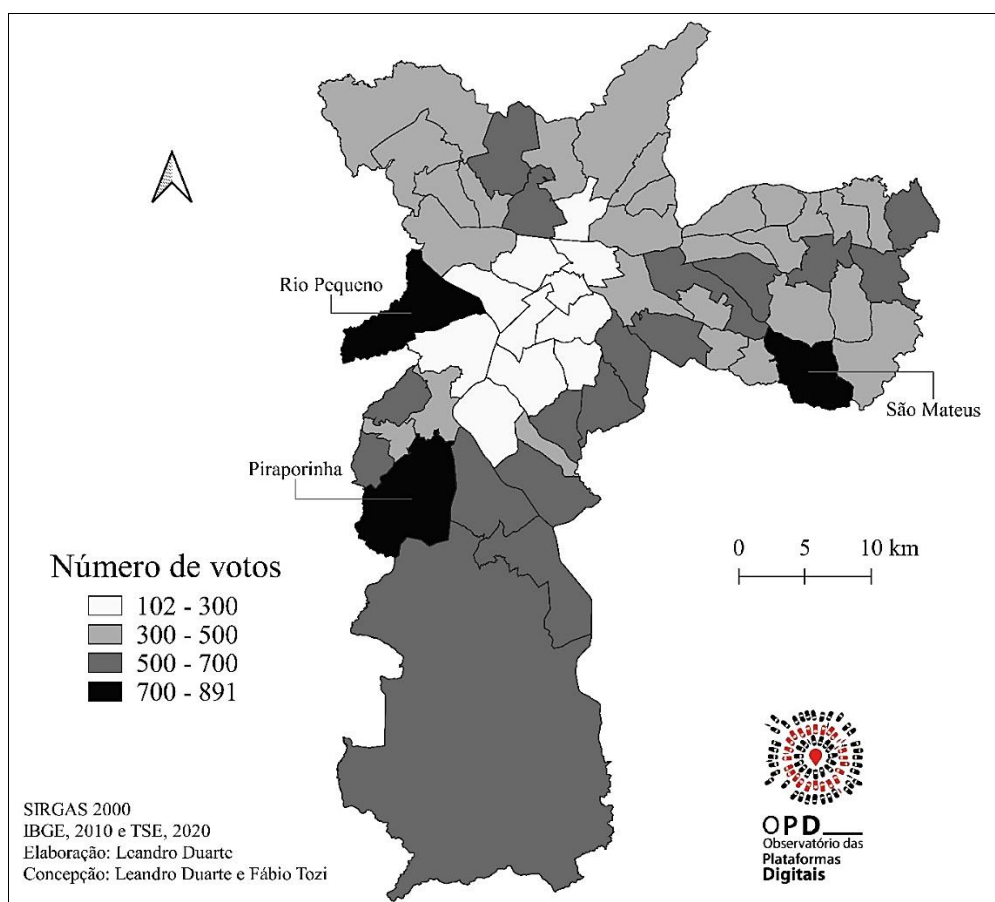 Rio Pequeno
São Mateus
Piraporinha
0 5 10 km
Número de votos
102 - 300
300 - 500
500 - 700
700 - 891
SIRGAS 2000
IBGE, 2010 e TSE, 2020
Elaboração: Leandro Duarte
Concepção: Leandro Duarte e Fábio Tozi
OPD
Observatório das
Plataformas
Digitais